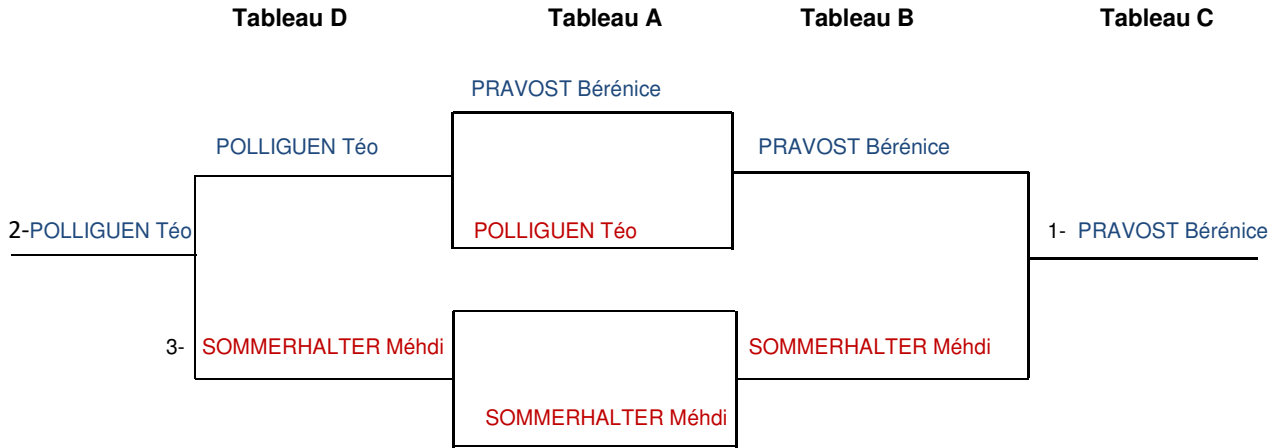 Tableau D Tableau A Tableau B Tableau C
PRAVOST Bérénice
POLLIGUEN Téo PRAVOST Bérénice
2-POLLIGUEN Téo POLLIGUEN Téo 1- PRAVOST Bérénice
3- SOMMERHALTER Méhdi SOMMERHALTER Méhdi
SOMMERHALTER Méhdi